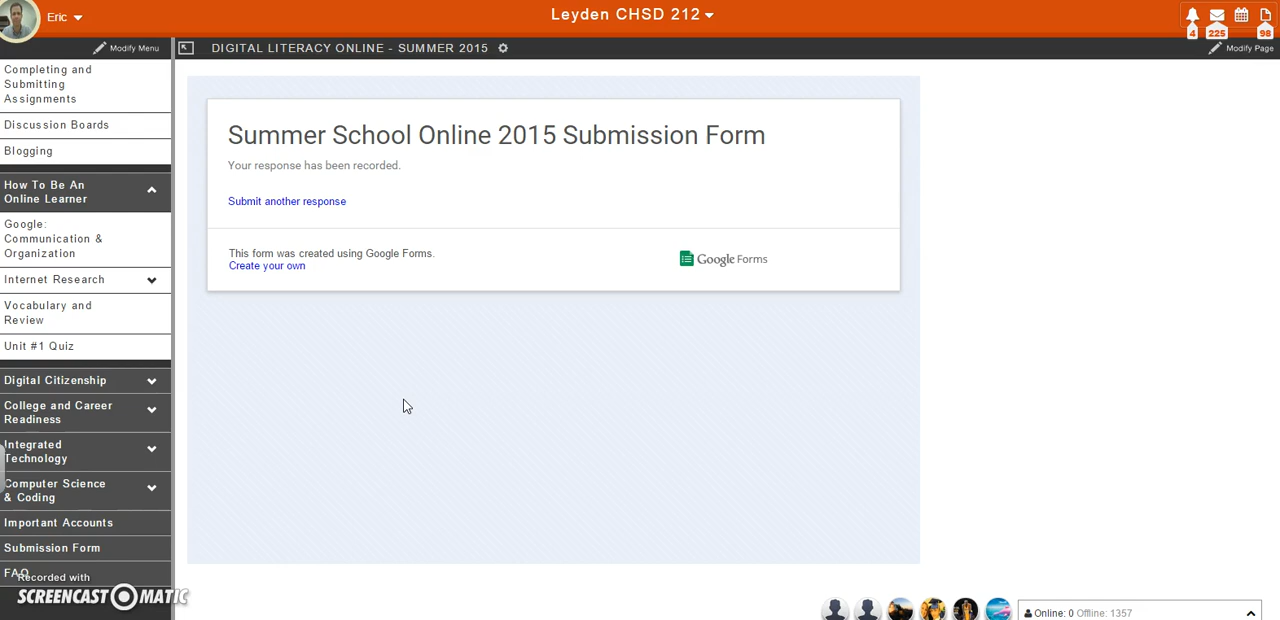 Eric
Leyden CHSD 212
4
225
98
Modify Menu
DIGITAL LITERACY ONLINE - SUMMER 2015
Modify Page
Completing and
Submitting
Assignments
Discussion Boards
Blogging
How To Be An
Online Learner
Google:
Communication &
Organization
Internet Research
Vocabulary and
Review
Unit #1 Quiz
Digital Citizenship
College and Career
Readiness
Integrated
Technology
Computer Science
& Coding
Important Accounts
Submission Form
FAQ
Recorded with
SCREENCAST MATIC
Summer School Online 2015 Submission Form
Your response has been recorded.
Submit another response
This form was created using Google Forms.
Create your own
Google Forms
Online: 0 Offline: 1357